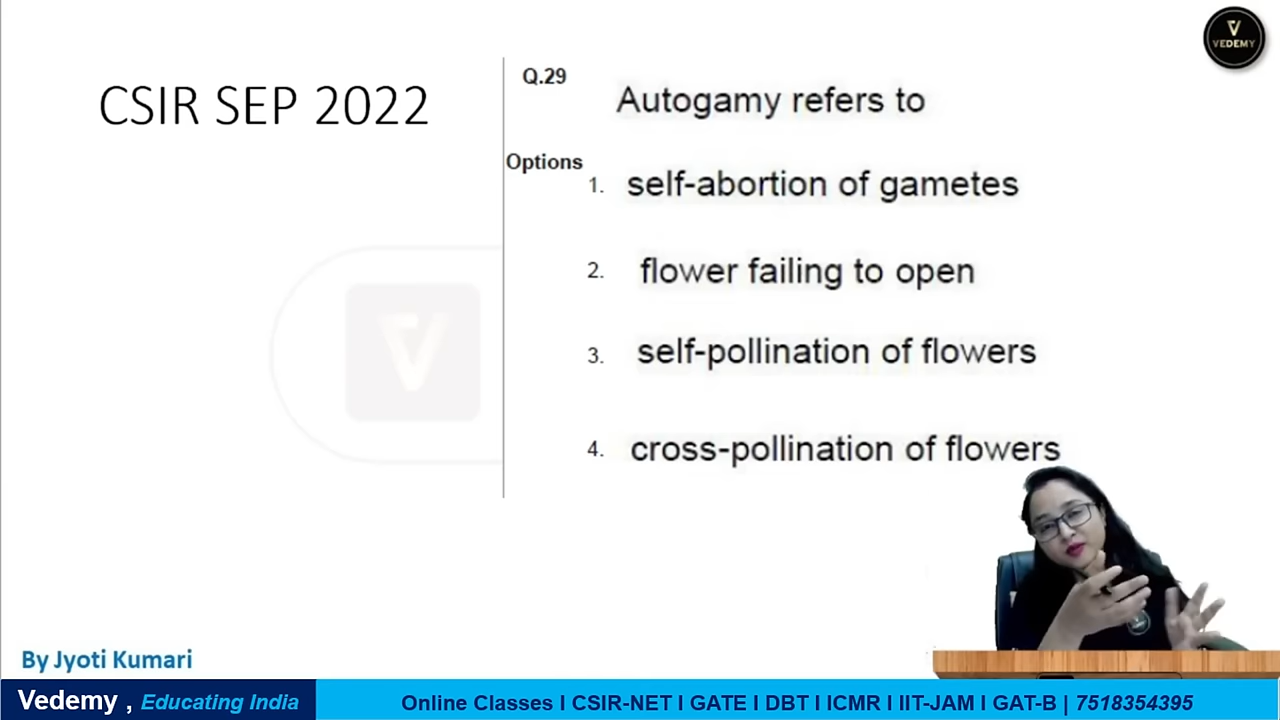 VEDEMY
CSIR SEP 2022
Q.29
Autogamy refers to
Options
1. self-abortion of gametes
2. flower failing to open
3. self-pollination of flowers
4. cross-pollination of flowers
By Jyoti Kumari
Vedemy , Educating India
Online Classes I CSIR-NET I GATE I DBT I ICMR I IIT-JAM I GAT-B | 7518354395